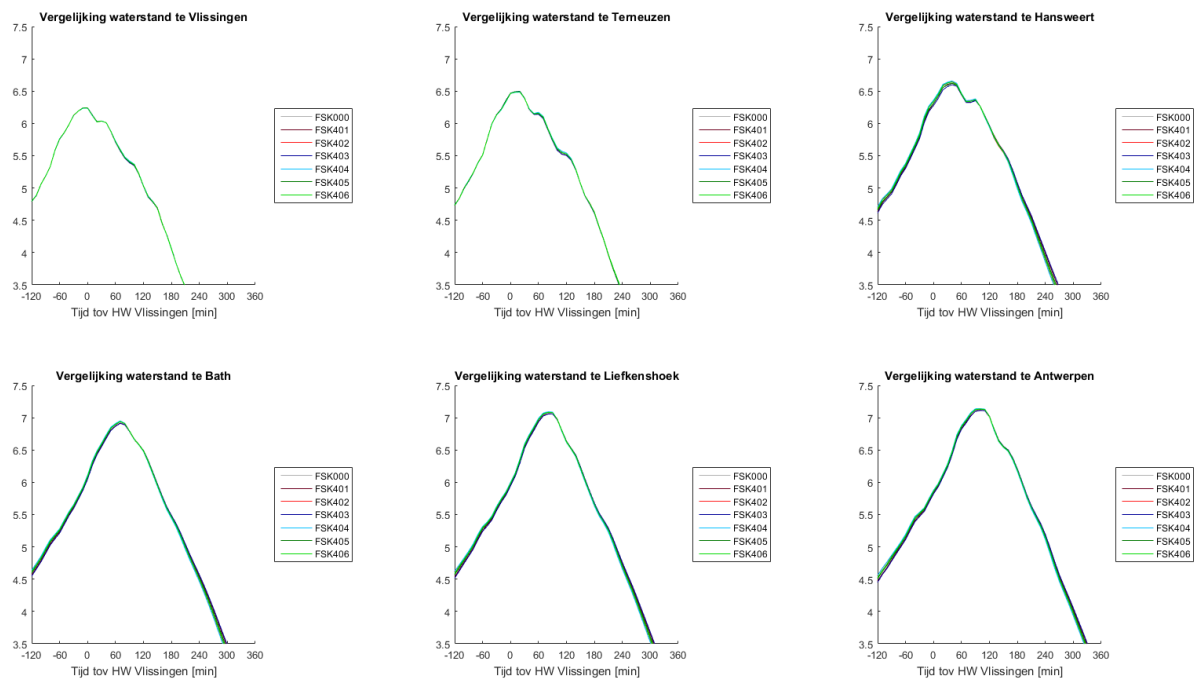 Vergelijking waterstand te Vlissingen
7.5
7
6.5
6
5.5
5
4.5
4
3.5
-120 -60 0 60 120 180 240 300 360
Tijd tov HW Vlissingen [min]
FSK000
FSK401
FSK402
FSK403
FSK404
FSK405
FSK406
Vergelijking waterstand te Terneuzen
7.5
7
6.5
6
5.5
5
4.5
4
3.5
-120 -60 0 60 120 180 240 300 360
Tijd tov HW Vlissingen [min]
FSK000
FSK401
FSK402
FSK403
FSK404
FSK405
FSK406
Vergelijking waterstand te Hansweert
7.5
7
6.5
6
5.5
5
4.5
4
3.5
-120 -60 0 60 120 180 240 300 360
Tijd tov HW Vlissingen [min]
FSK000
FSK401
FSK402
FSK403
FSK404
FSK405
FSK406
Vergelijking waterstand te Bath
7.5
7
6.5
6
5.5
5
4.5
4
3.5
-120 -60 0 60 120 180 240 300 360
Tijd tov HW Vlissingen [min]
FSK000
FSK401
FSK402
FSK403
FSK404
FSK405
FSK406
Vergelijking waterstand te Liefkenshoek
7.5
7
6.5
6
5.5
5
4.5
4
3.5
-120 -60 0 60 120 180 240 300 360
Tijd tov HW Vlissingen [min]
FSK000
FSK401
FSK402
FSK403
FSK404
FSK405
FSK406
Vergelijking waterstand te Antwerpen
7.5
7
6.5
6
5.5
5
4.5
4
3.5
-120 -60 0 60 120 180 240 300 360
Tijd tov HW Vlissingen [min]
FSK000
FSK401
FSK402
FSK403
FSK404
FSK405
FSK406